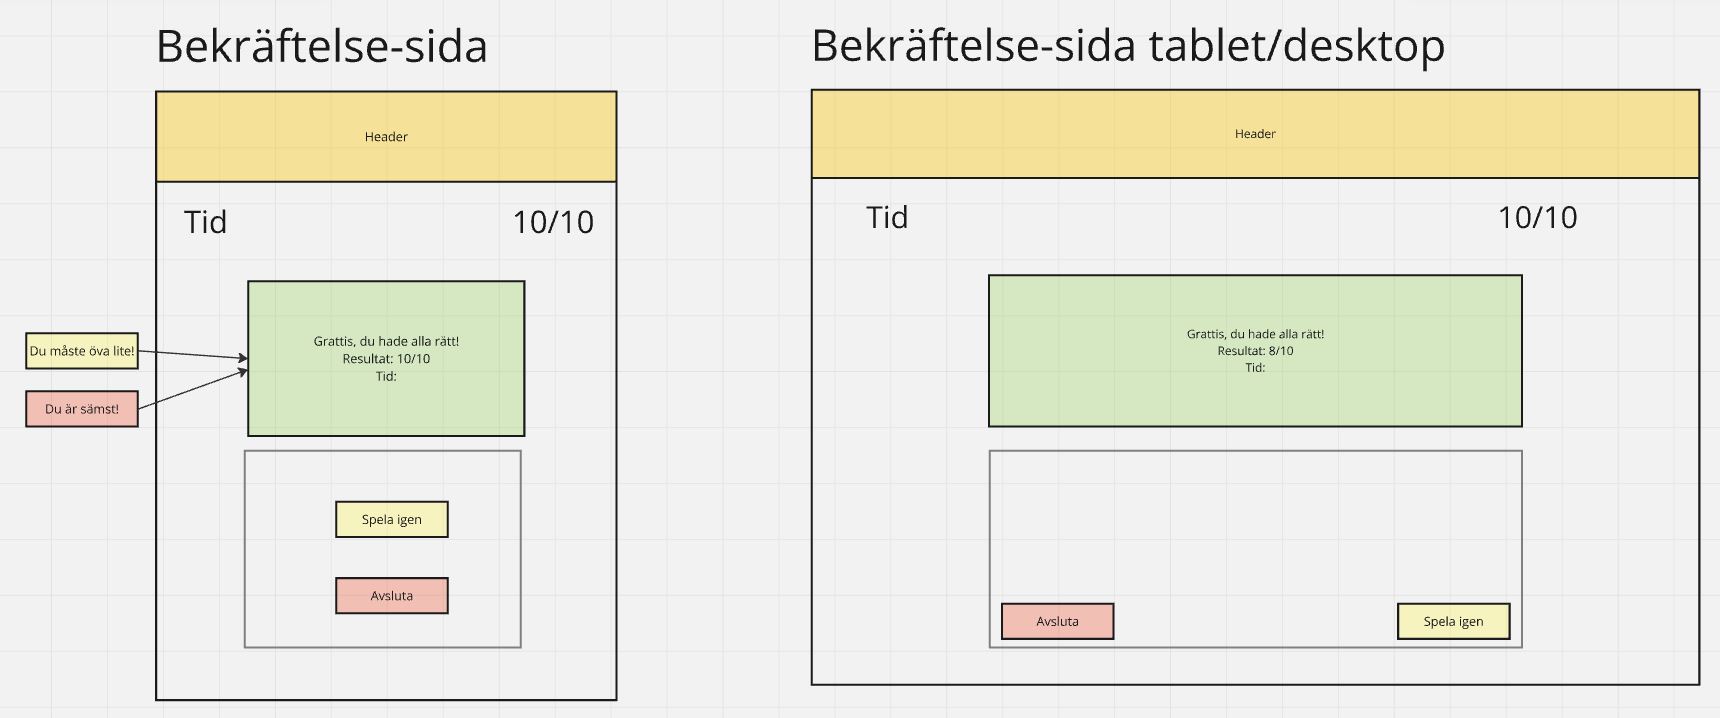 Bekräftelse-sida
Header
Tid
10/10
Du måste öva lite!
Du är sämst!
Grattis, du hade alla rätt!
Resultat: 10/10
Tid:
Spela igen
Avsluta
Bekräftelse-sida tablet/desktop
Header
Tid
10/10
Grattis, du hade alla rätt!
Resultat: 8/10
Tid:
Avsluta
Spela igen